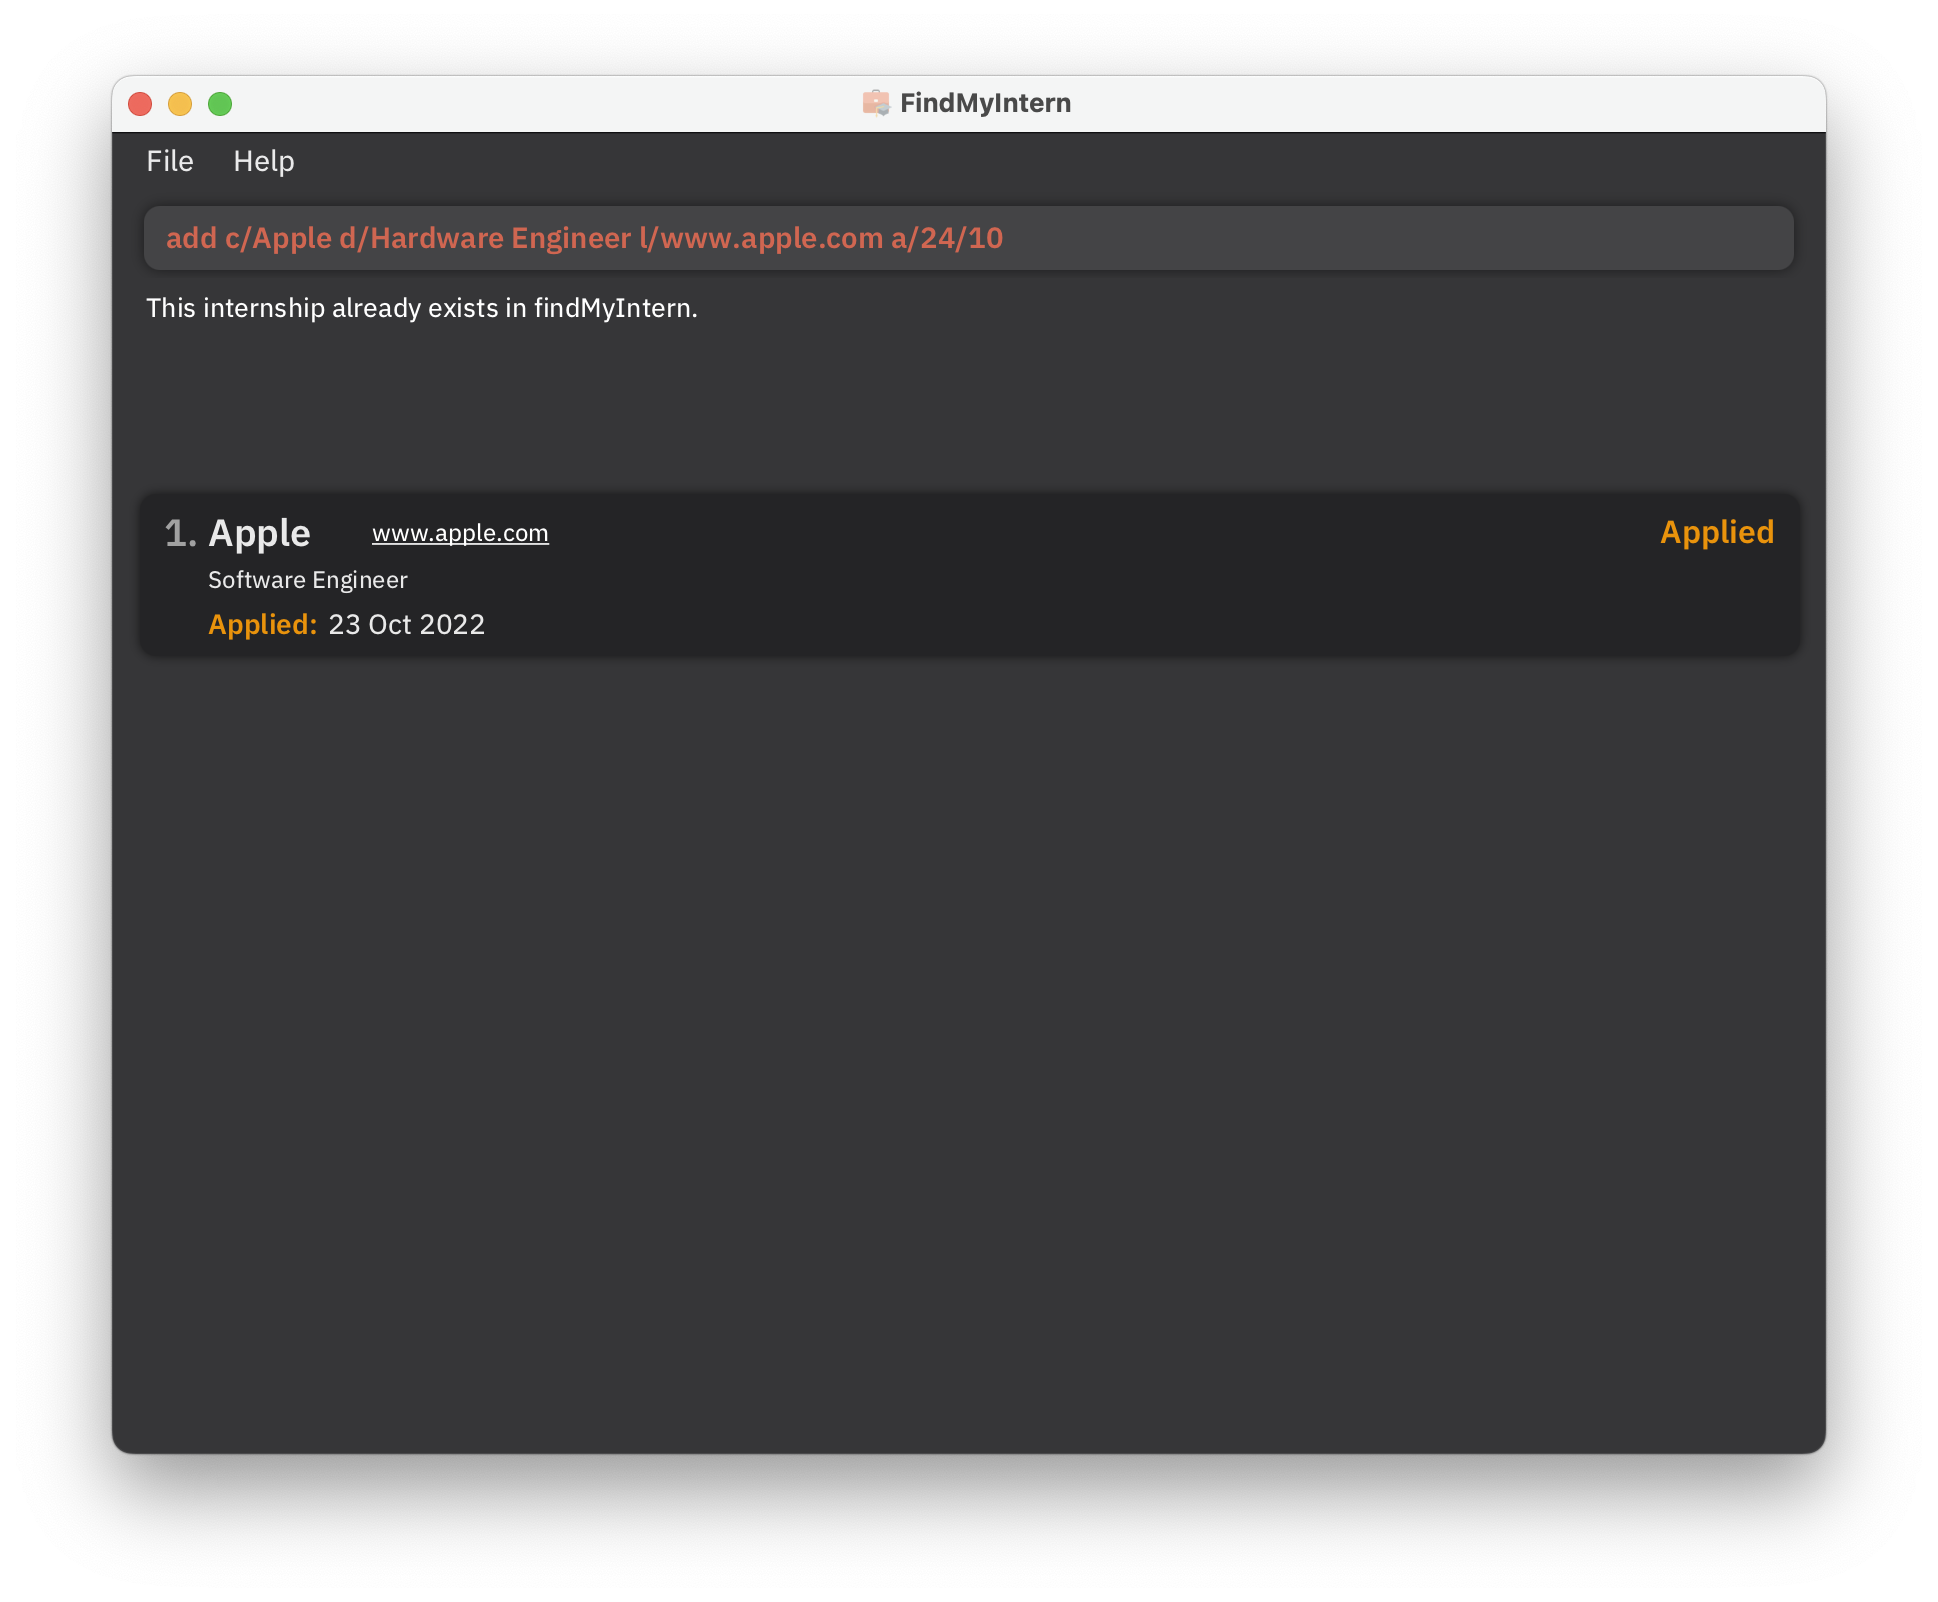 FindMyIntern
File Help
add c/Apple d/Hardware Engineer l/www.apple.com a/24/10
This internship already exists in findMyIntern.
1. Apple www.apple.com Applied
Software Engineer
Applied: 23 Oct 2022